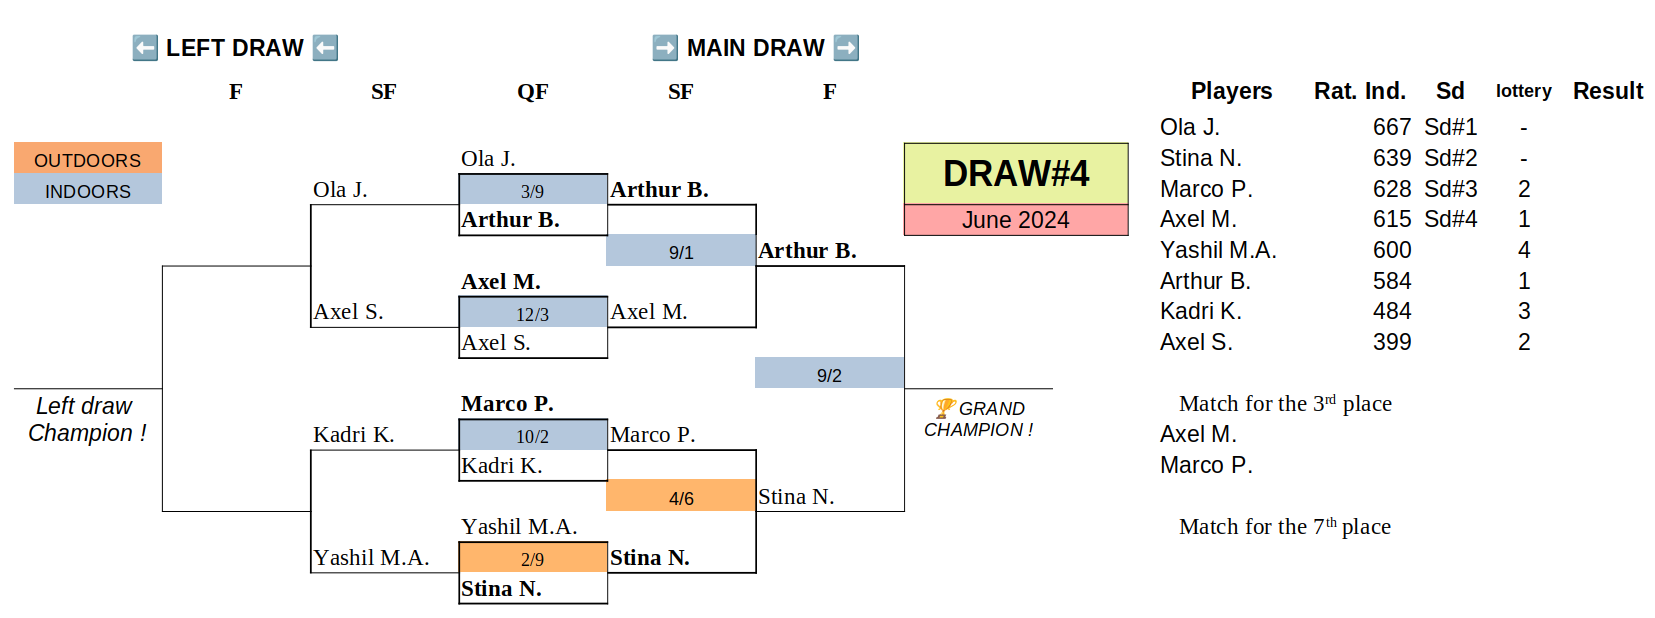 ⬅️ LEFT DRAW ⬅️ ➡️ MAIN DRAW ➡️
F SF QF SF F
Players Rat. Ind. Sd lottery Result
Ola J. 667 Sd#1 -
Stina N. 639 Sd#2 -
Marco P. 628 Sd#3 2
Axel M. 615 Sd#4 1
Yashil M.A. 600 4
Arthur B. 584 1
Kadri K. 484 3
Axel S. 399 2
Match for the 3rd place
Axel M.
Marco P.
Match for the 7th place
OUTDOORS
INDOORS
Left draw
Champion !
Ola J.
Axel S.
Kadri K.
Yashil M.A.
Ola J.
3/9
Arthur B.
Axel M.
12/3
Axel S.
Marco P.
10/2
Kadri K.
Yashil M.A.
2/9
Stina N.
Arthur B.
9/1
Axel M.
Marco P.
4/6
Stina N.
Arthur B.
9/2
Stina N.
DRAW#4
June 2024
🏆GRAND
CHAMPION !